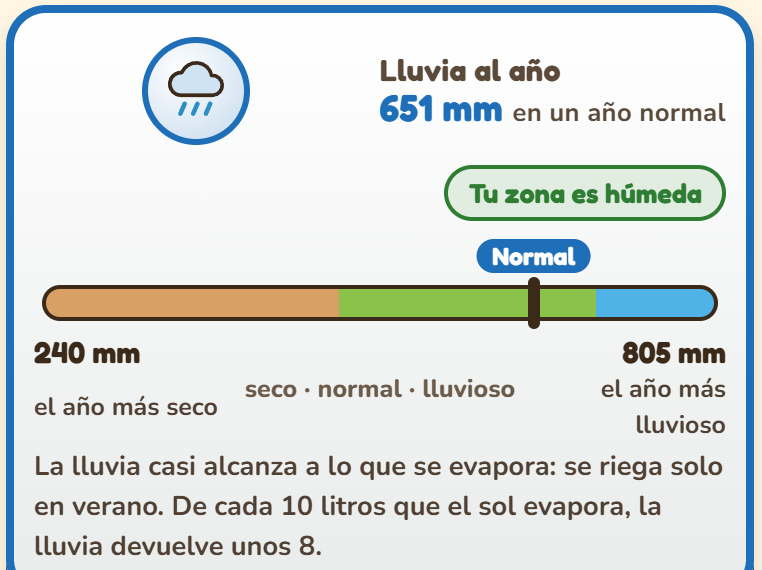 Lluvia al año
651 mm en un año normal
Tu zona es húmeda
Normal
240 mm
805 mm
el año más seco
seco · normal · lluvioso
el año más
lluvioso
La lluvia casi alcanza a lo que se evapora: se riega solo
en verano. De cada 10 litros que el sol evapora, la
lluvia devuelve unos 8.